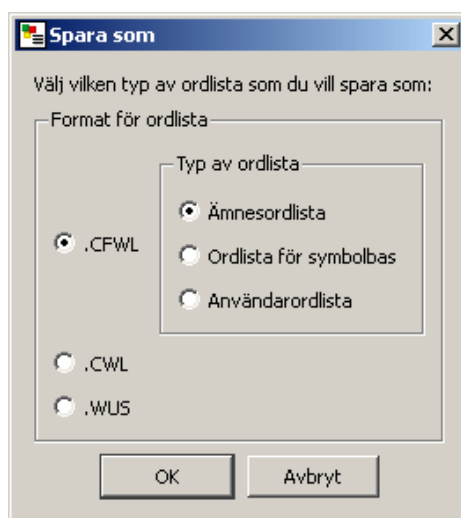 Spara som
Välj vilken typ av ordlista som du vill spara som:
Format för ordlista
Typ av ordlista
.CFWL
Ämnesordlista
Ordlista för symbolbas
Användarordlista
.CWL
.WUS
OK
Avbryt